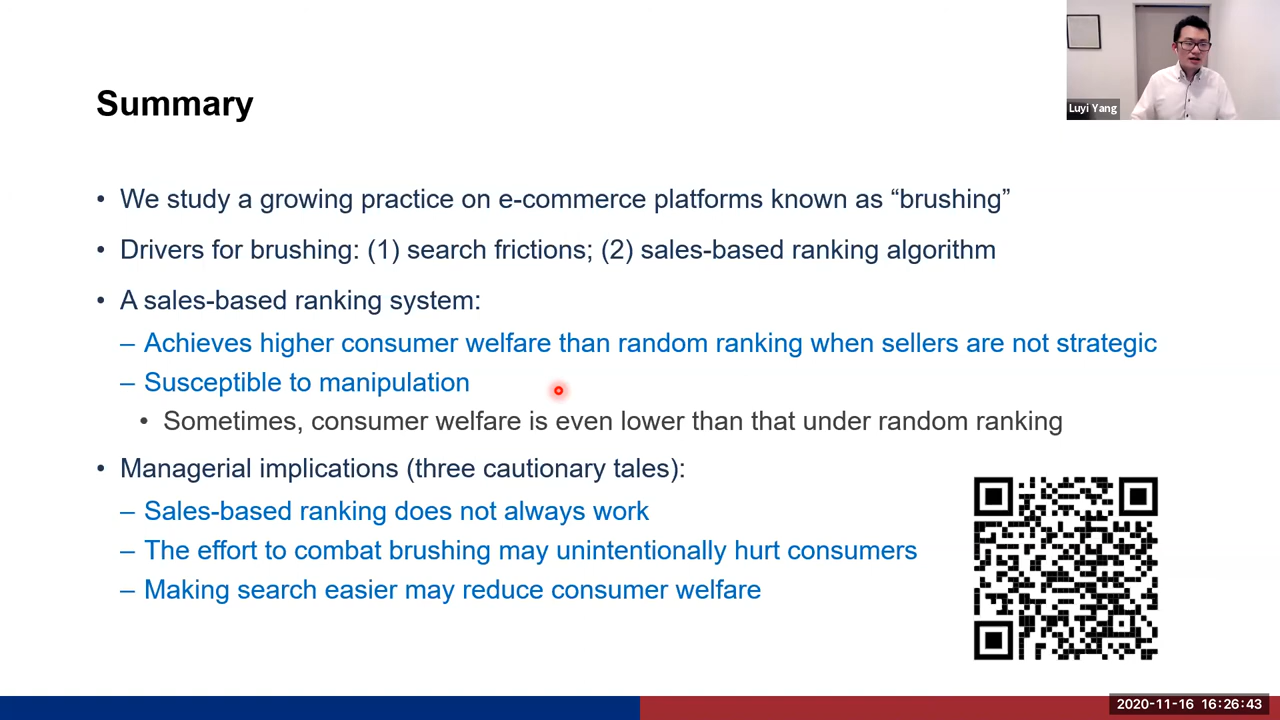 Luyi Yang
Summary
• We study a growing practice on e-commerce platforms known as “brushing”
• Drivers for brushing: (1) search frictions; (2) sales-based ranking algorithm
• A sales-based ranking system:
– Achieves higher consumer welfare than random ranking when sellers are not strategic
– Susceptible to manipulation
• Sometimes, consumer welfare is even lower than that under random ranking
• Managerial implications (three cautionary tales):
– Sales-based ranking does not always work
– The effort to combat brushing may unintentionally hurt consumers
– Making search easier may reduce consumer welfare
2020-11-16 16:26:43